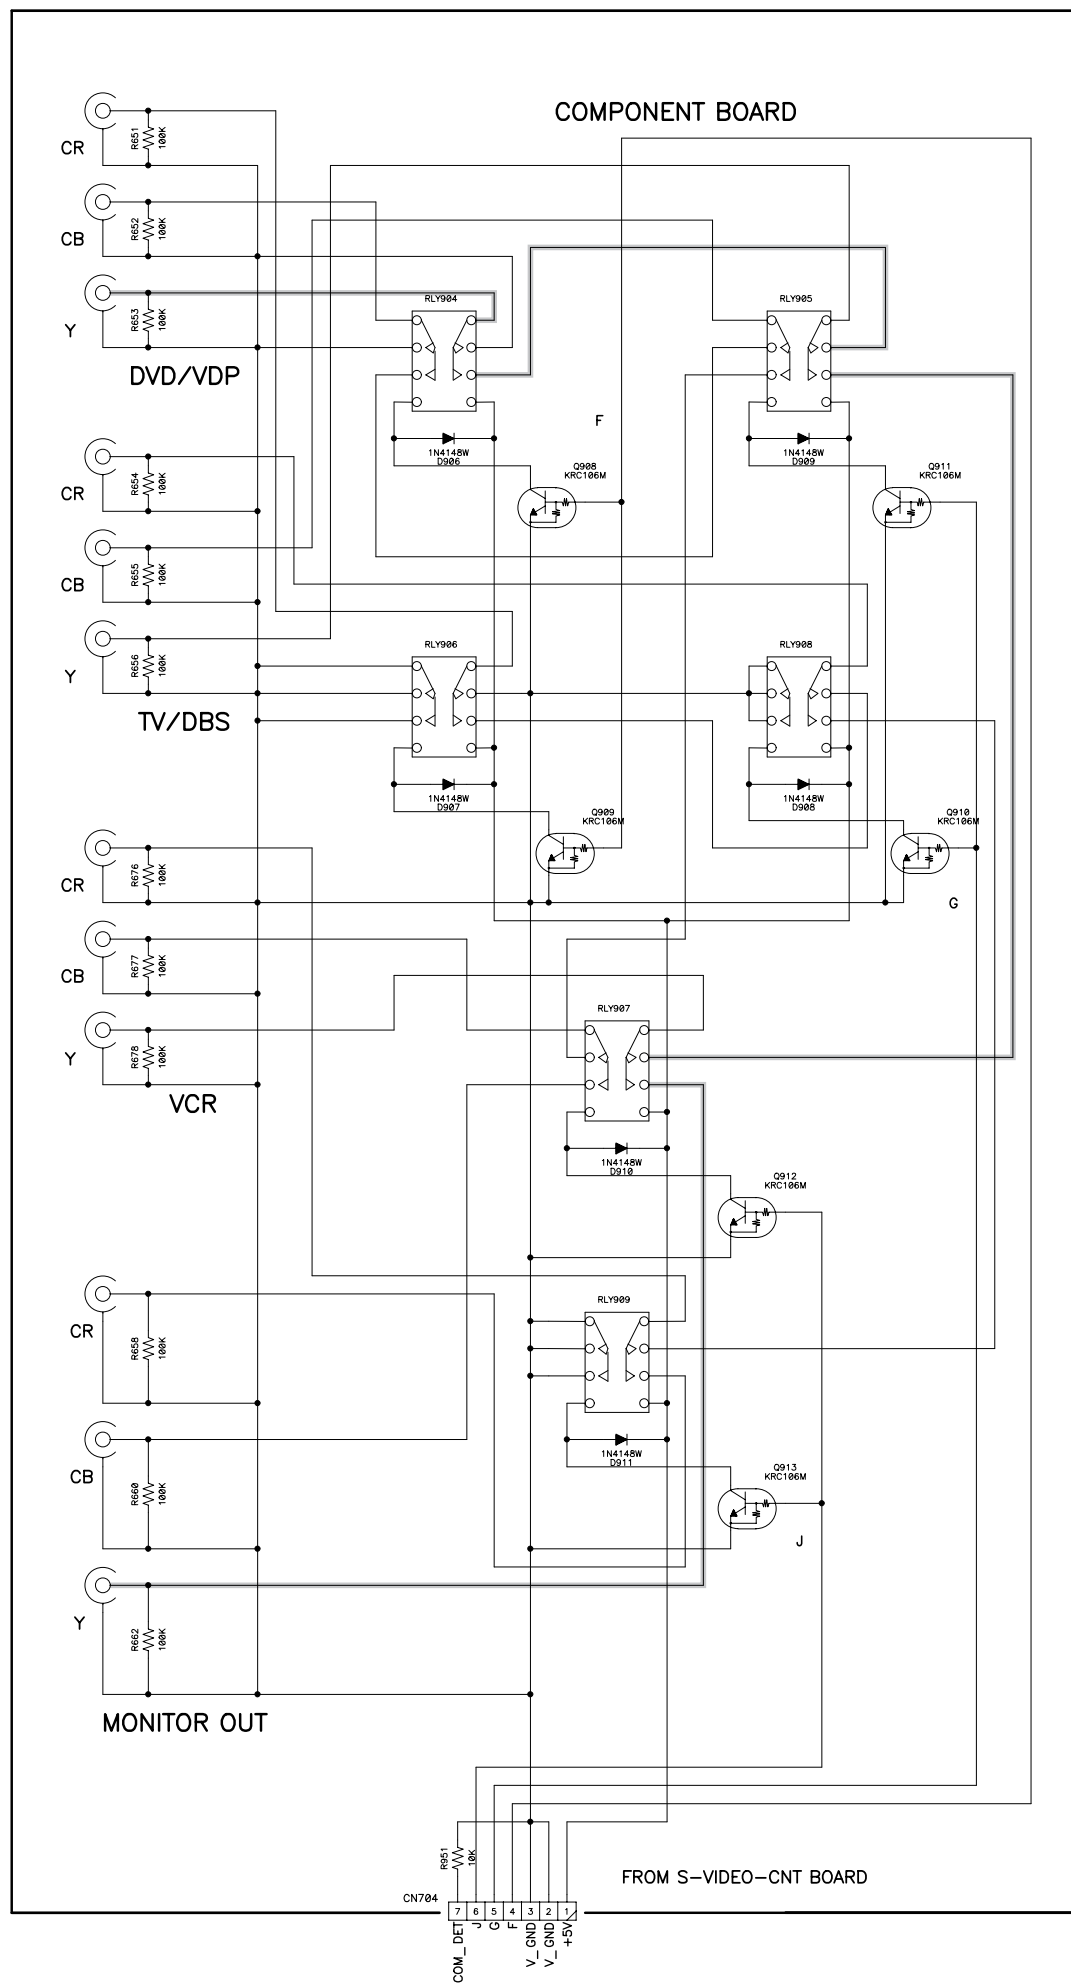 COMPONENT BOARD
CR
R651
100K
CB
R652
100K
Y
R653
100K
DVD/VDP
RLY904
RLY905
F
1N4148W
D906
1N4148W
D909
Q908
KRC106M
Q911
KRC106M
CR
R654
100K
CB
R655
100K
Y
R656
100K
TV/DBS
RLY906
RLY908
1N4148W
D907
1N4148W
D908
Q909
KRC106M
Q910
KRC106M
G
CR
R676
100K
CB
R677
100K
Y
R678
100K
VCR
RLY907
1N4148W
D910
Q912
KRC106M
CR
R658
100K
RLY909
1N4148W
D911
Q913
KRC106M
J
CB
R660
100K
Y
R662
100K
MONITOR OUT
R951
10K
FROM S-VIDEO-CNT BOARD
CN704
7 6 5 4 3 2 1
COM_DET
J
G
F
V_GND
V_GND
+5V